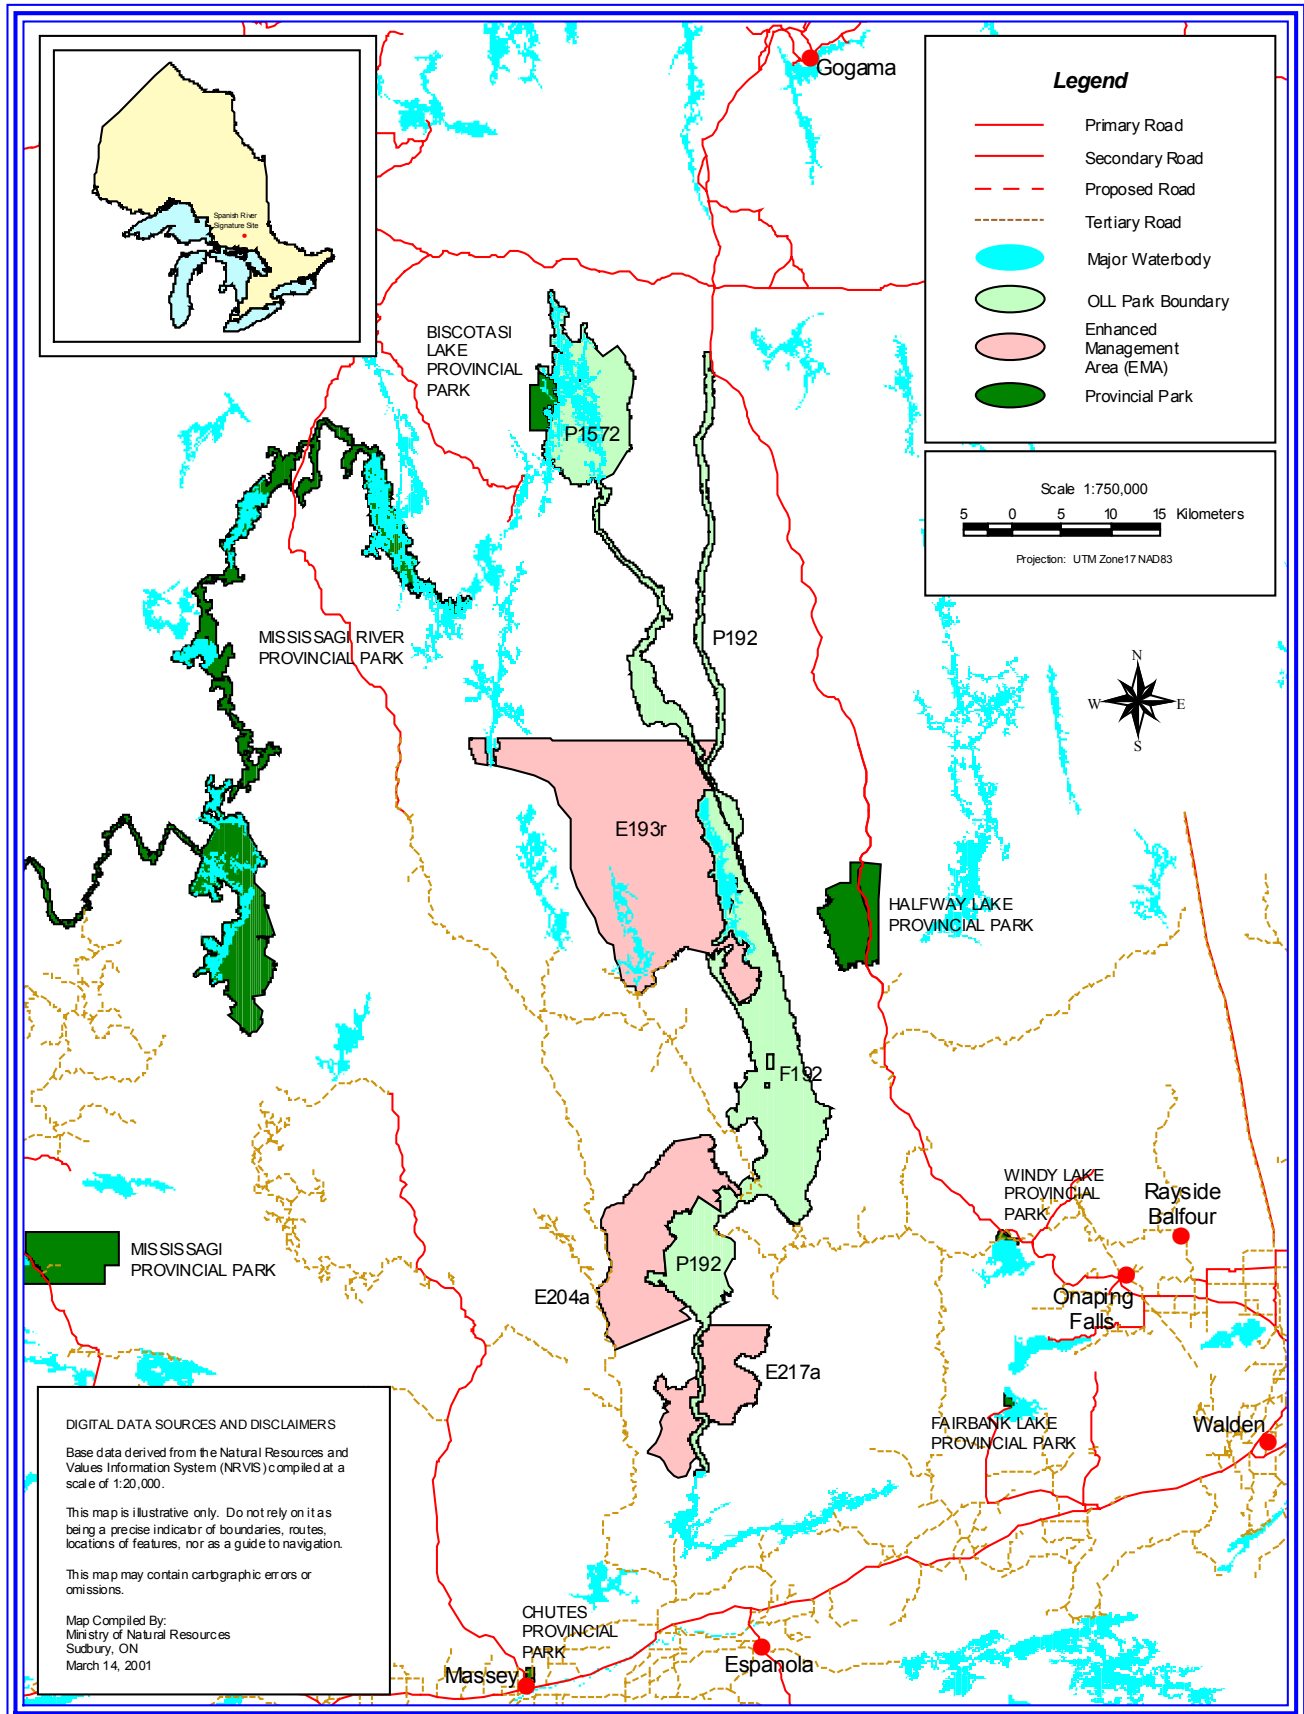 Spanish River
Signature Site
Gogama
Legend
Primary Road
Secondary Road
Proposed Road
Tertiary Road
Major Waterbody
OLL Park Boundary
Enhanced
Management
Area (EMA)
Provincial Park
Scale 1:750,000
5 0 5 10 15 Kilometers
Projection: UTM Zone17 NAD83
BISCOTASI
LAKE
PROVINCIAL
PARK
P1572
MISSISSAGI RIVER
PROVINCIAL PARK
P192
N
W E
S
E193r
HALFWAY LAKE
PROVINCIAL PARK
F192
WINDY LAKE
PROVINCIAL
PARK
Rayside
Balfour
MISSISSAGI
PROVINCIAL PARK
P192
E204a
Onaping
Falls
E217a
FAIRBANK LAKE
PROVINCIAL PARK
Walden
DIGITAL DATA SOURCES AND DISCLAIMERS
Base data derived from the Natural Resources and
Values Information System (NRVIS) compiled at a
scale of 1:20,000.
This map is illustrative only. Do not rely on it as
being a precise indicator of boundaries, routes,
locations of features, nor as a guide to navigation.
This map may contain cartographic errors or
omissions.
Map Compiled By:
Ministry of Natural Resources
Sudbury, ON
March 14, 2001
CHUTES
PROVINCIAL
PARK
Massey
Espanola